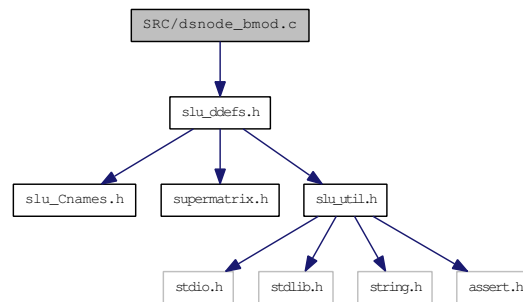 SRC/dsnode_bmod.c
slu_ddefs.h
slu_Cnames.h
supermatrix.h
slu_util.h
stdio.h
stdlib.h
string.h
assert.h